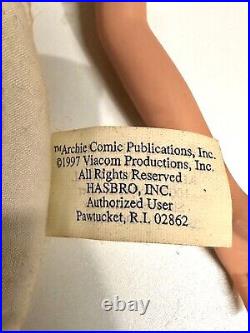 ™Archie Comic Publications, Inc.
©1997 Viacom Productions, Inc.
All Rights Reserved
HASBRO, INC.
Authorized User
Pawtucket, R.I. 02862